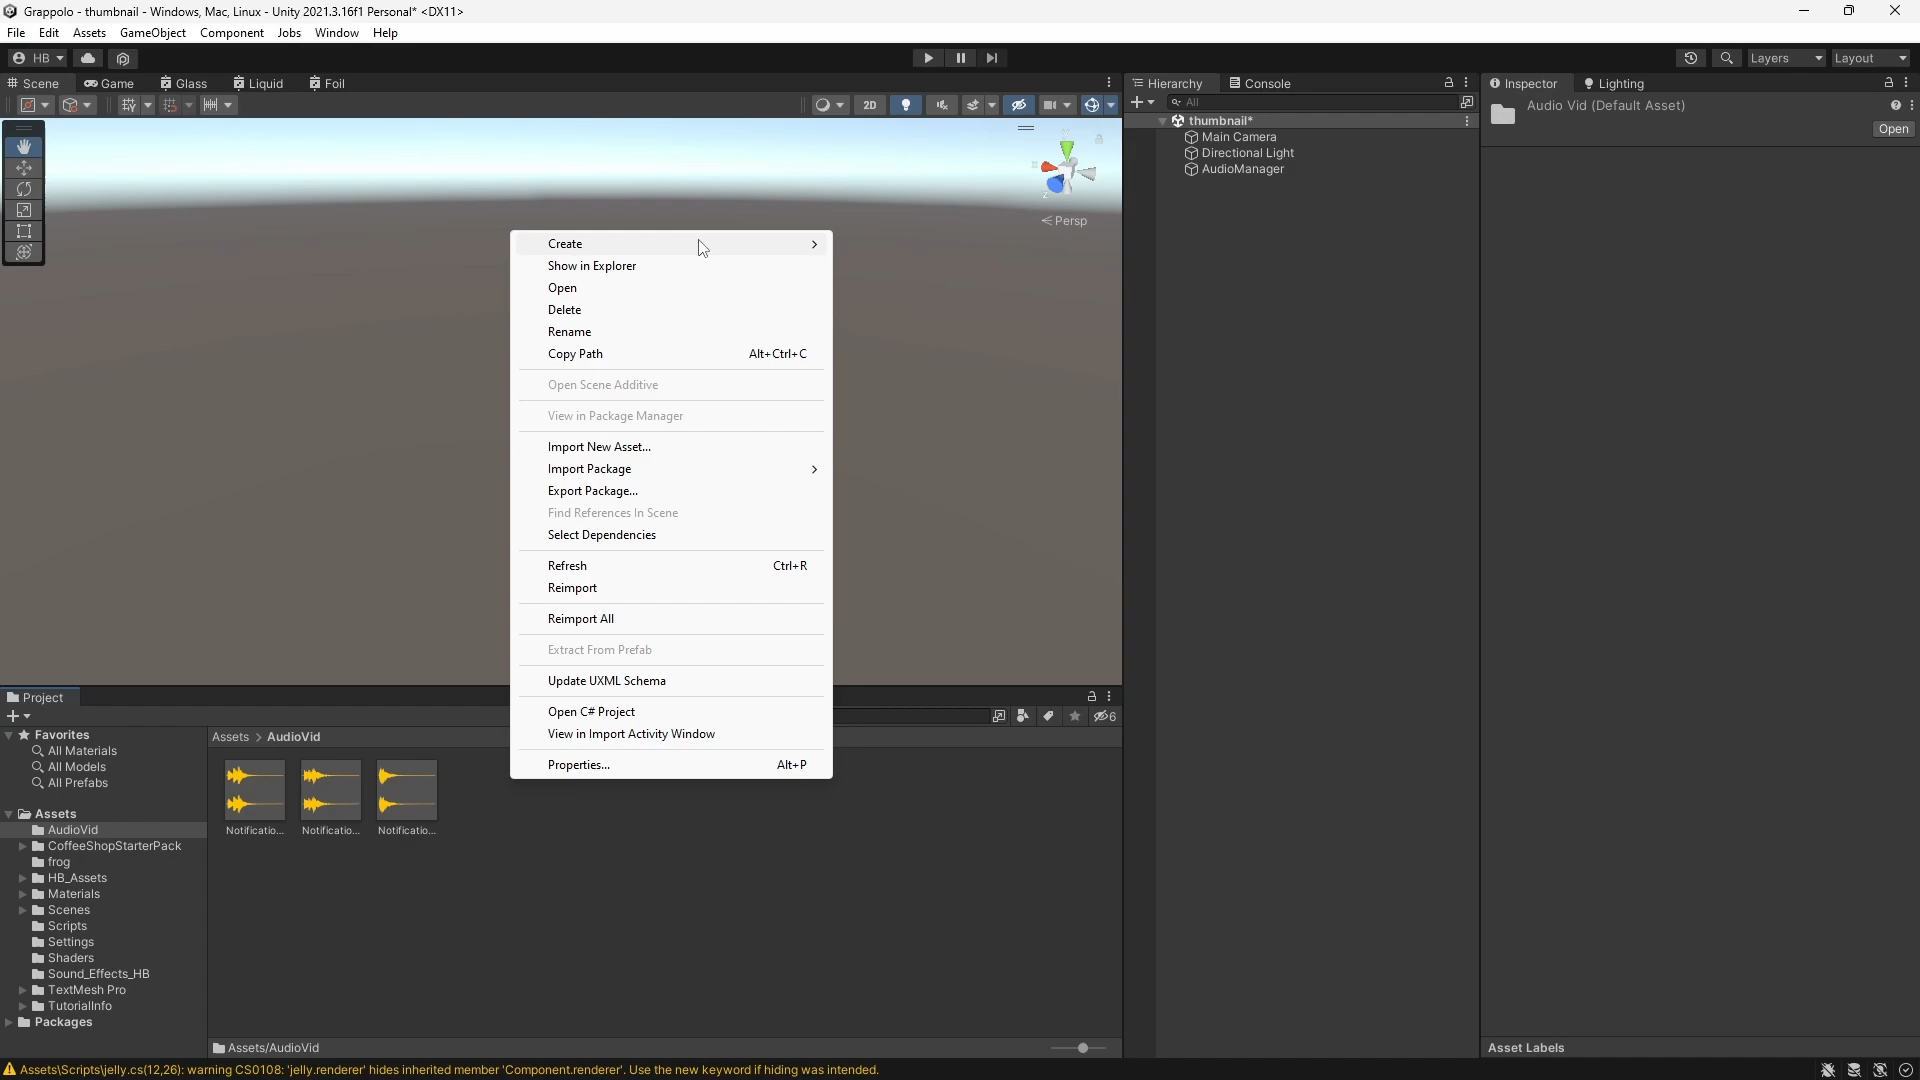 Grappolo - thumbnail - Windows, Mac, Linux - Unity 2021.3.16f1 Personal* <DX11>
File Edit Assets GameObject Component Jobs Window Help
HB Layers Layout
Scene Game Glass Liquid Foil
Hierarchy Console
Inspector Lighting
2D
All
Audio Vid (Default Asset)
Open
thumbnail*
Main Camera
Directional Light
AudioManager
Persp
Create
Show in Explorer
Open
Delete
Rename
Copy Path Alt+Ctrl+C
Open Scene Additive
View in Package Manager
Import New Asset...
Import Package
Export Package...
Find References In Scene
Select Dependencies
Refresh Ctrl+R
Reimport
Reimport All
Extract From Prefab
Update UXML Schema
Open C# Project
View in Import Activity Window
Properties... Alt+P
Project
6
Favorites
All Materials
All Models
All Prefabs
Assets
AudioVid
CoffeeShopStarterPack
frog
HB_Assets
Materials
Scenes
Scripts
Settings
Shaders
Sound_Effects_HB
TextMesh Pro
TutorialInfo
Packages
Assets > AudioVid
Notificatio... Notificatio... Notificatio...
Assets/AudioVid
Asset Labels
Assets\Scripts\jelly.cs(12,26): warning CS0108: 'jelly.renderer' hides inherited member 'Component.renderer'. Use the new keyword if hiding was intended.